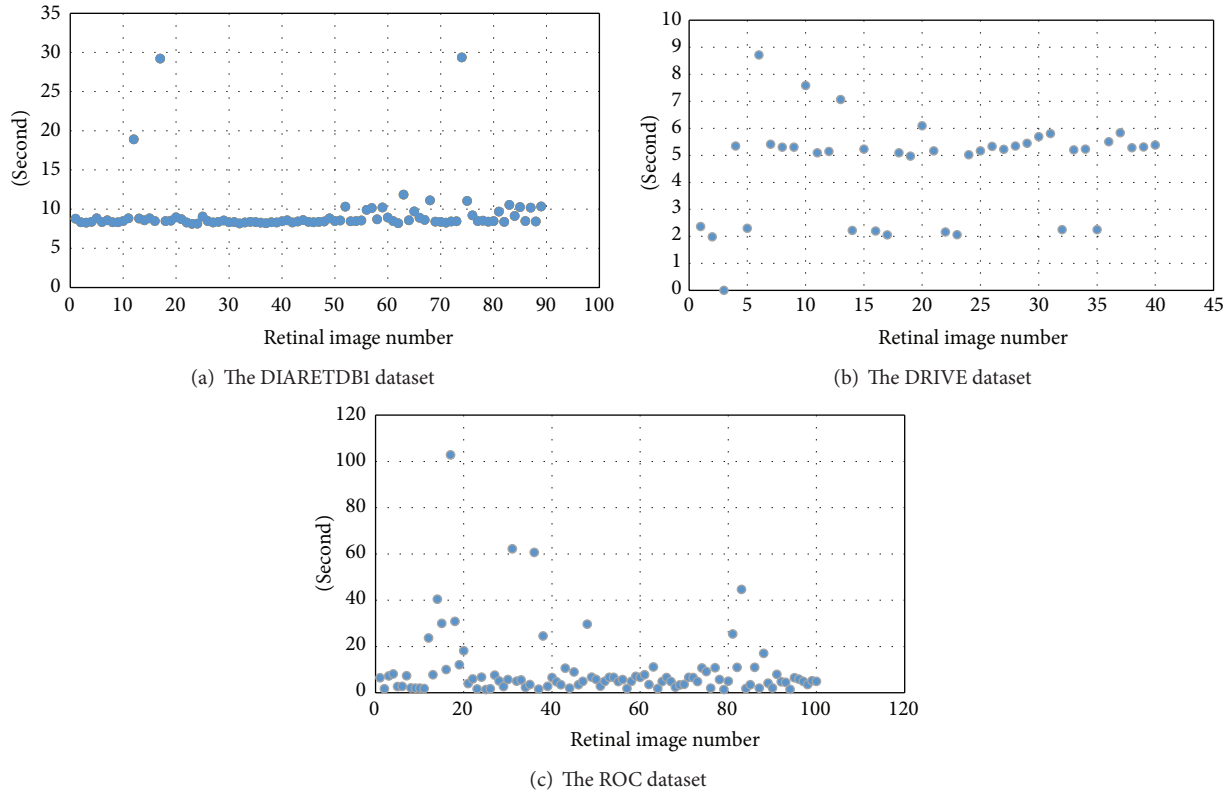 35
30
25
20
15
10
5
0
(Second)
0 10 20 30 40 50 60 70 80 90 100
Retinal image number
(a) The DIARETDB1 dataset
10
9
8
7
6
5
4
3
2
1
0
(Second)
0 5 10 15 20 25 30 35 40 45
Retinal image number
(b) The DRIVE dataset
120
100
80
60
40
20
0
(Second)
0 20 40 60 80 100 120
Retinal image number
(c) The ROC dataset